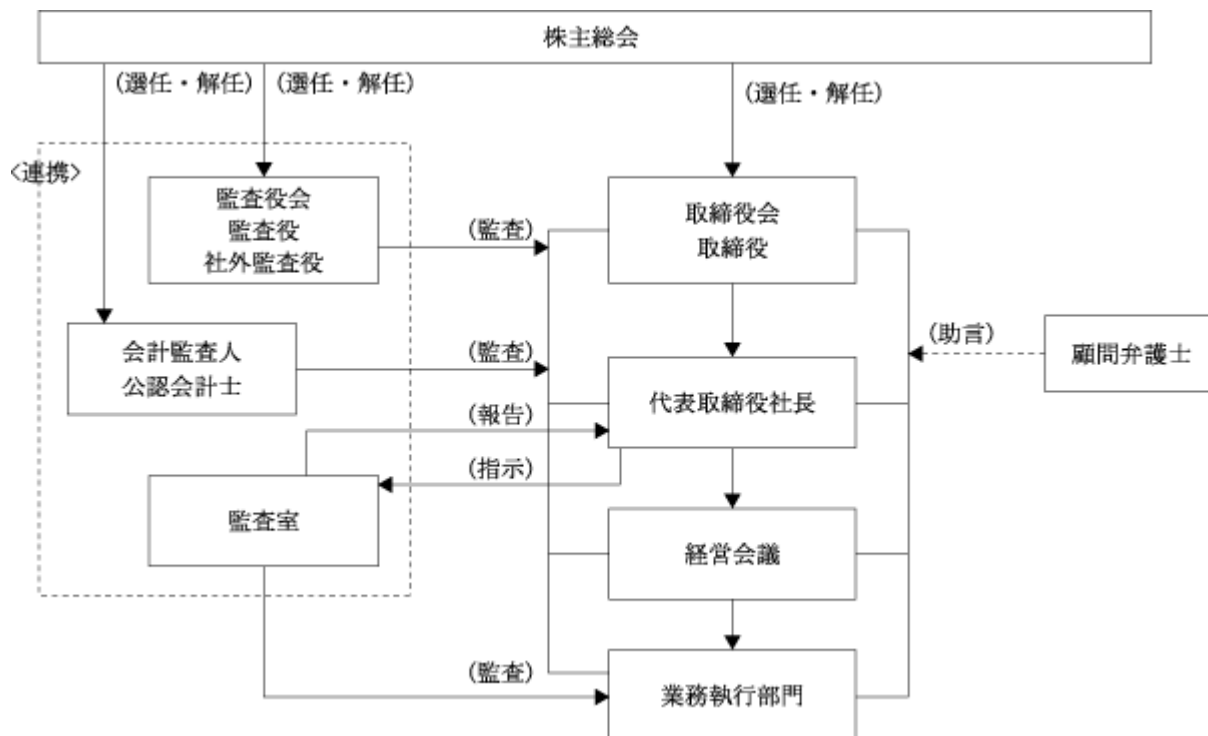 株主総会
(選任・解任)
(選任・解任)
(選任・解任)
<連携>
監査役会
監査役
社外監査役
(監査)
取締役会
取締役
会計監査人
公認会計士
(監査)
(助言)
顧問弁護士
代表取締役社長
(報告)
(指示)
監査室
経営会議
(監査)
業務執行部門